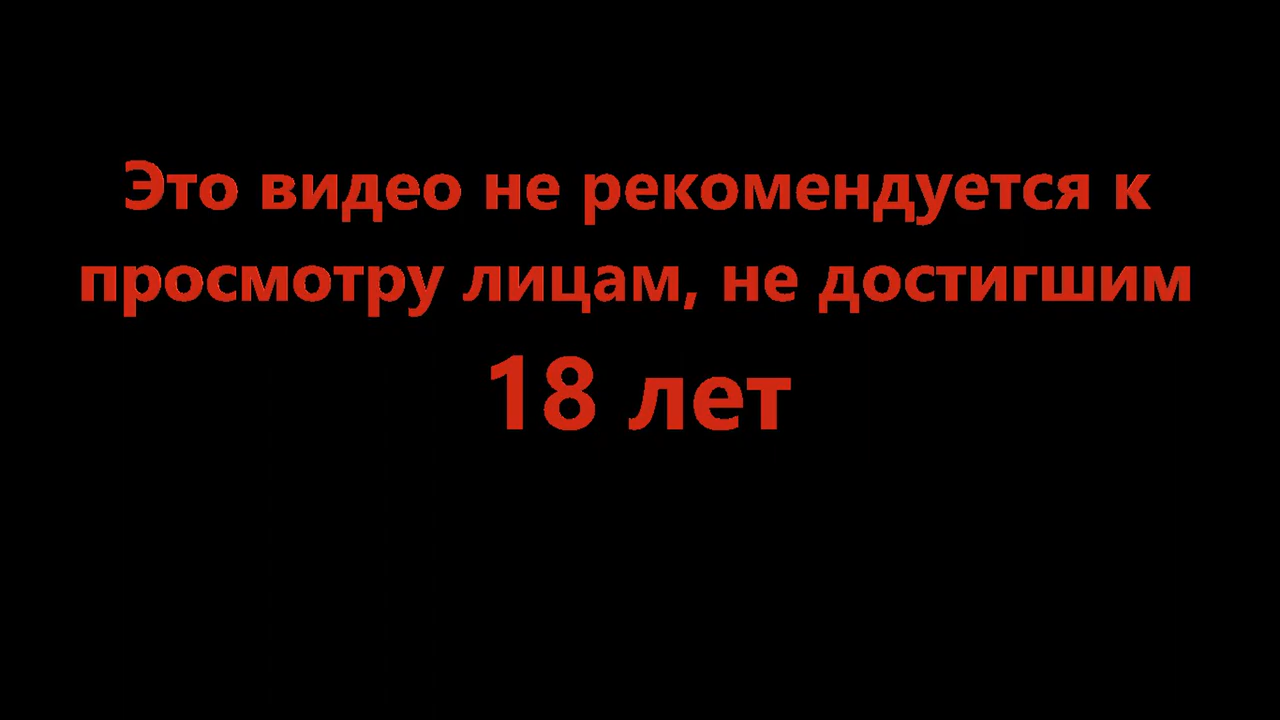 Это видео не рекомендуется к
просмотру лицам, не достигшим
18 лет